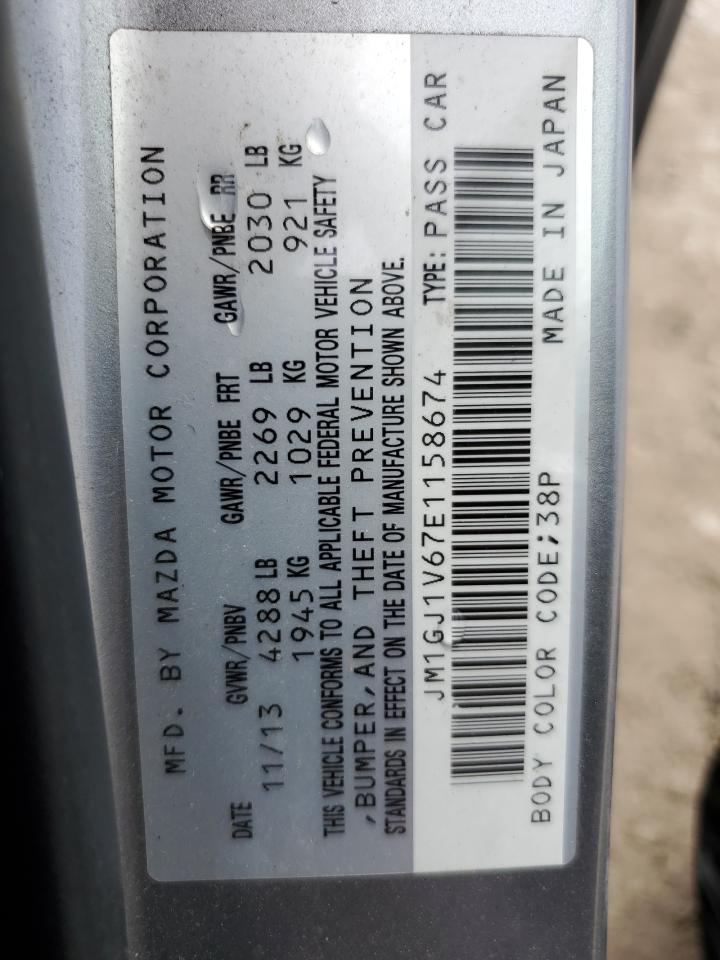 MFD. BY MAZDA MOTOR CORPORATION
DATE GVWR/PNBV GAWR/PNBE FRT GAWR/PNBE RR
11/13 4288 LB 2269 LB 2030 LB
1945 KG 1029 KG 921 KG
THIS VEHICLE CONFORMS TO ALL APPLICABLE FEDERAL MOTOR VEHICLE SAFETY
,BUMPER,AND THEFT PREVENTION
STANDARDS IN EFFECT ON THE DATE OF MANUFACTURE SHOWN ABOVE.
JM1GJ1V67E1158674 TYPE: PASS CAR
BODY COLOR CODE;38P MADE IN JAPAN